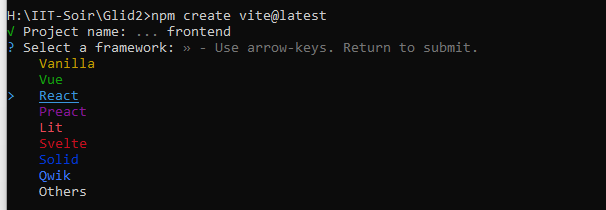 H:\IIT-Soir\Glid2>npm create vite@latest
√ Project name: ... frontend
? Select a framework: » - Use arrow-keys. Return to submit.
Vanilla
Vue
> React
Preact
Lit
Svelte
Solid
Qwik
Others